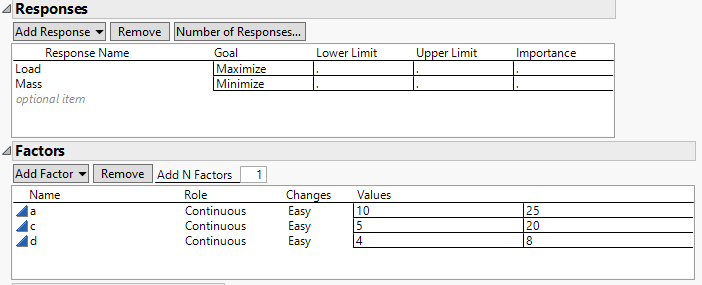 Responses
Add Response Remove Number of Responses...
Response Name Goal Lower Limit Upper Limit Importance
Load Maximize . . .
Mass Minimize . . .
optional item
Factors
Add Factor Remove Add N Factors 1
Name Role Changes Values
a Continuous Easy 10 25
c Continuous Easy 5 20
d Continuous Easy 4 8